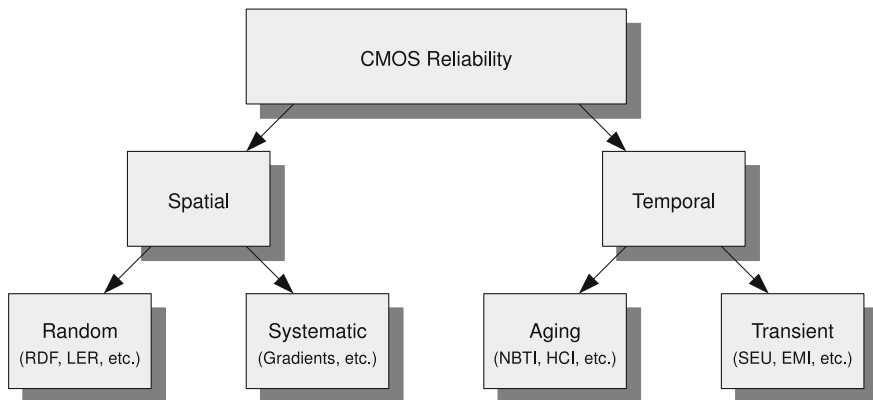 CMOS Reliability
Spatial
Temporal
Random
(RDF, LER, etc.)
Systematic
(Gradients, etc.)
Aging
(NBTI, HCI, etc.)
Transient
(SEU, EMI, etc.)